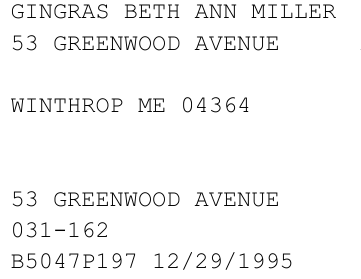 GINGRAS BETH ANN MILLER
53 GREENWOOD AVENUE
WINTHROP ME 04364
53 GREENWOOD AVENUE
031-162
B5047P197 12/29/1995